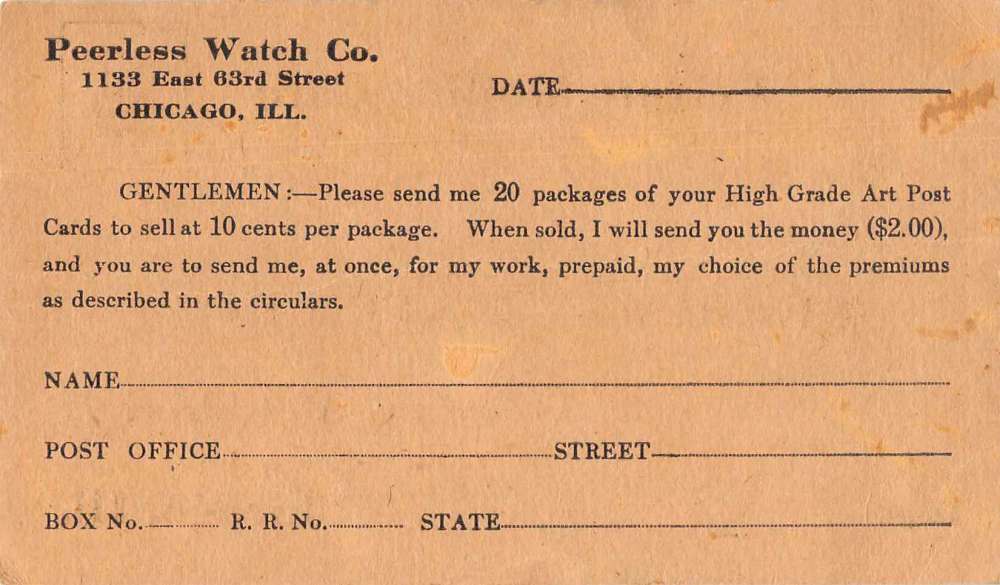 Peerless Watch Co.
1133 East 63rd Street
CHICAGO, ILL.
DATE
GENTLEMEN:—Please send me 20 packages of your High Grade Art Post
Cards to sell at 10 cents per package. When sold, I will send you the money ($2.00),
and you are to send me, at once, for my work, prepaid, my choice of the premiums
as described in the circulars.
NAME
POST OFFICE STREET
BOX No. R. R. No. STATE